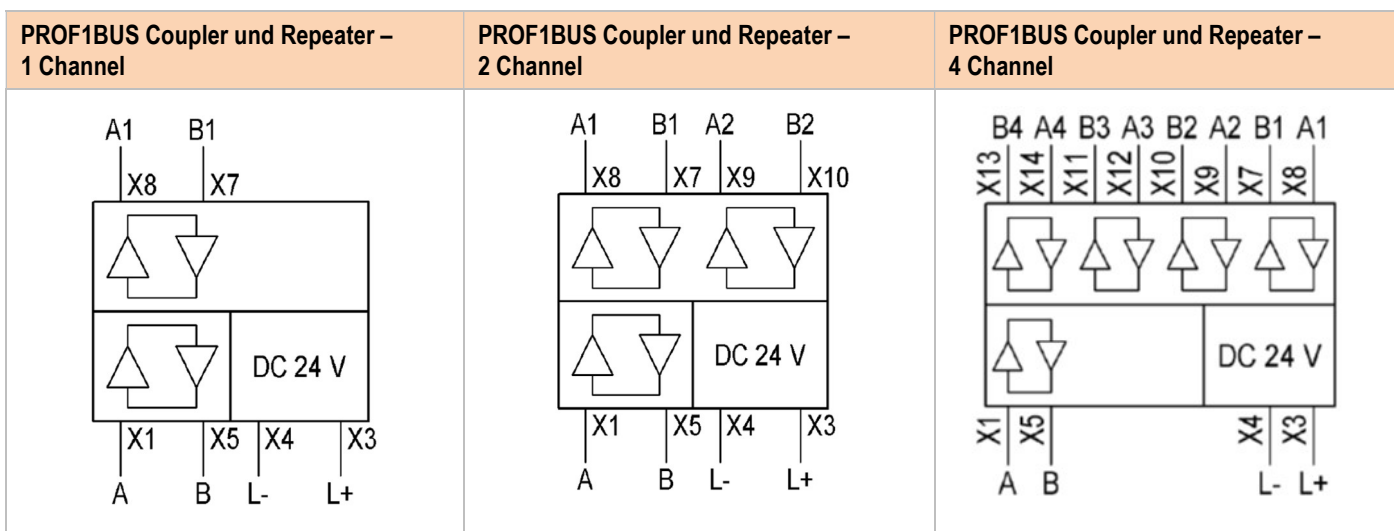 PROF1BUS Coupler und Repeater –
1 Channel
PROF1BUS Coupler und Repeater –
2 Channel
PROF1BUS Coupler und Repeater –
4 Channel
A1 B1
X8 X7
DC 24 V
X1 X5 X4 X3
A B L- L+
A1 B1 A2 B2
X8 X7 X9 X10
DC 24 V
X1 X5 X4 X3
A B L- L+
B4 A4 B3 A3 B2 A2 B1 A1
X13 X14 X11 X12 X10 X9 X7 X8
DC 24 V
X1 X5 X4 X3
A B L- L+